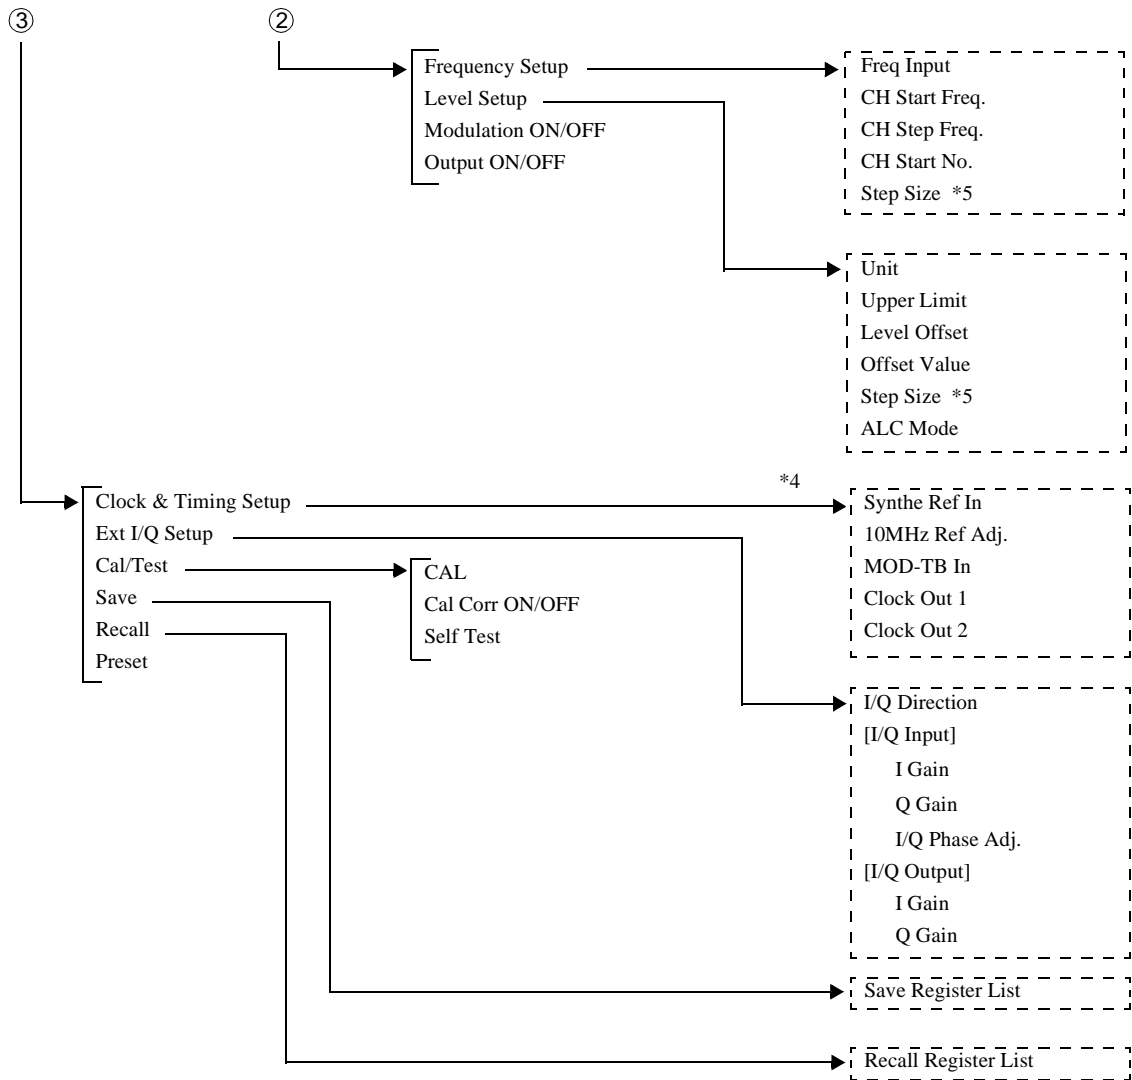 ③
②
Frequency Setup
Level Setup
Modulation ON/OFF
Output ON/OFF
Freq Input
CH Start Freq.
CH Step Freq.
CH Start No.
Step Size *5
Unit
Upper Limit
Level Offset
Offset Value
Step Size *5
ALC Mode
Clock & Timing Setup
Ext I/Q Setup
Cal/Test
Save
Recall
Preset
CAL
Cal Corr ON/OFF
Self Test
*4
Synthe Ref In
10MHz Ref Adj.
MOD-TB In
Clock Out 1
Clock Out 2
I/Q Direction
[I/Q Input]
I Gain
Q Gain
I/Q Phase Adj.
[I/Q Output]
I Gain
Q Gain
Save Register List
Recall Register List